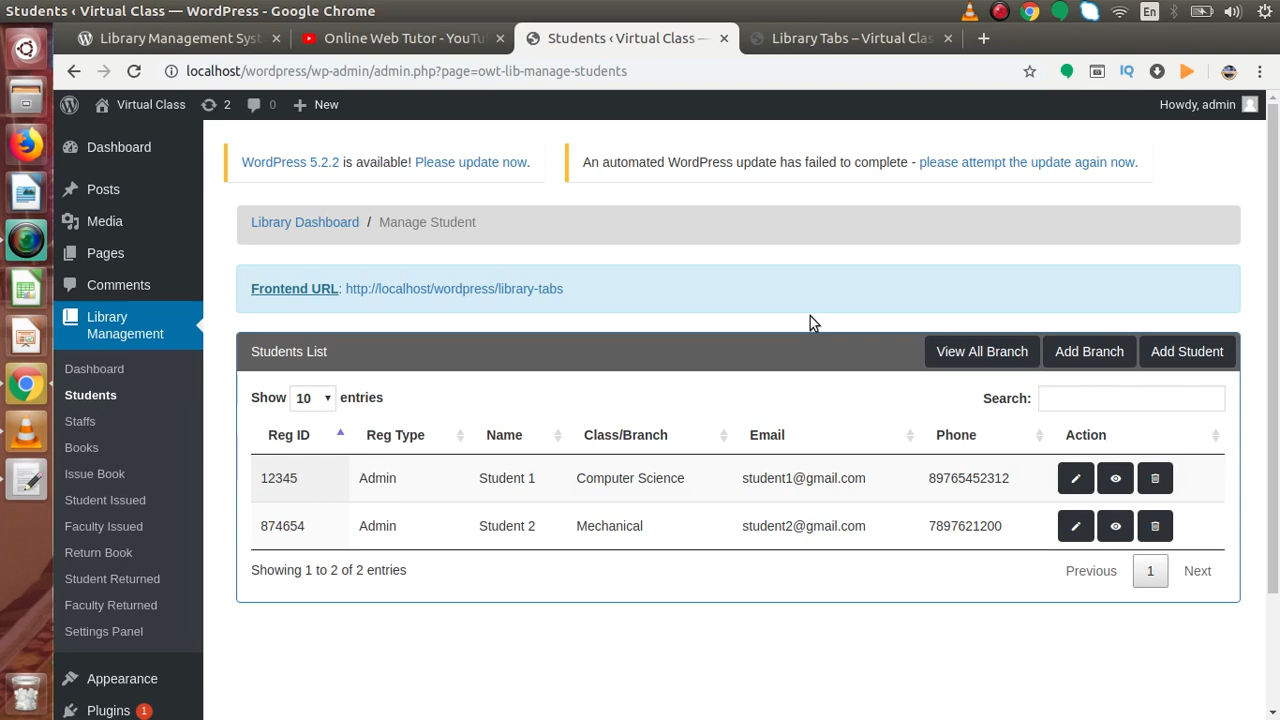 Students ‹ Virtual Class — WordPress - Google Chrome
En
Library Management Syst
Online Web Tutor - YouTu
Students ‹ Virtual Class —
Library Tabs – Virtual Clas
localhost/wordpress/wp-admin/admin.php?page=owt-lib-manage-students
IQ
Virtual Class 2 0 New
Howdy, admin
Dashboard
Posts
Media
Pages
Comments
Library
Management
Dashboard
Students
Staffs
Books
Issue Book
Student Issued
Faculty Issued
Return Book
Student Returned
Faculty Returned
Settings Panel
Appearance
Plugins 1
WordPress 5.2.2 is available! Please update now.
An automated WordPress update has failed to complete - please attempt the update again now.
Library Dashboard / Manage Student
Frontend URL: http://localhost/wordpress/library-tabs
Students List
View All Branch Add Branch Add Student
Show 10 entries
Search:
Reg ID Reg Type Name Class/Branch Email Phone Action
12345 Admin Student 1 Computer Science student1@gmail.com 89765452312
874654 Admin Student 2 Mechanical student2@gmail.com 7897621200
Showing 1 to 2 of 2 entries
Previous 1 Next